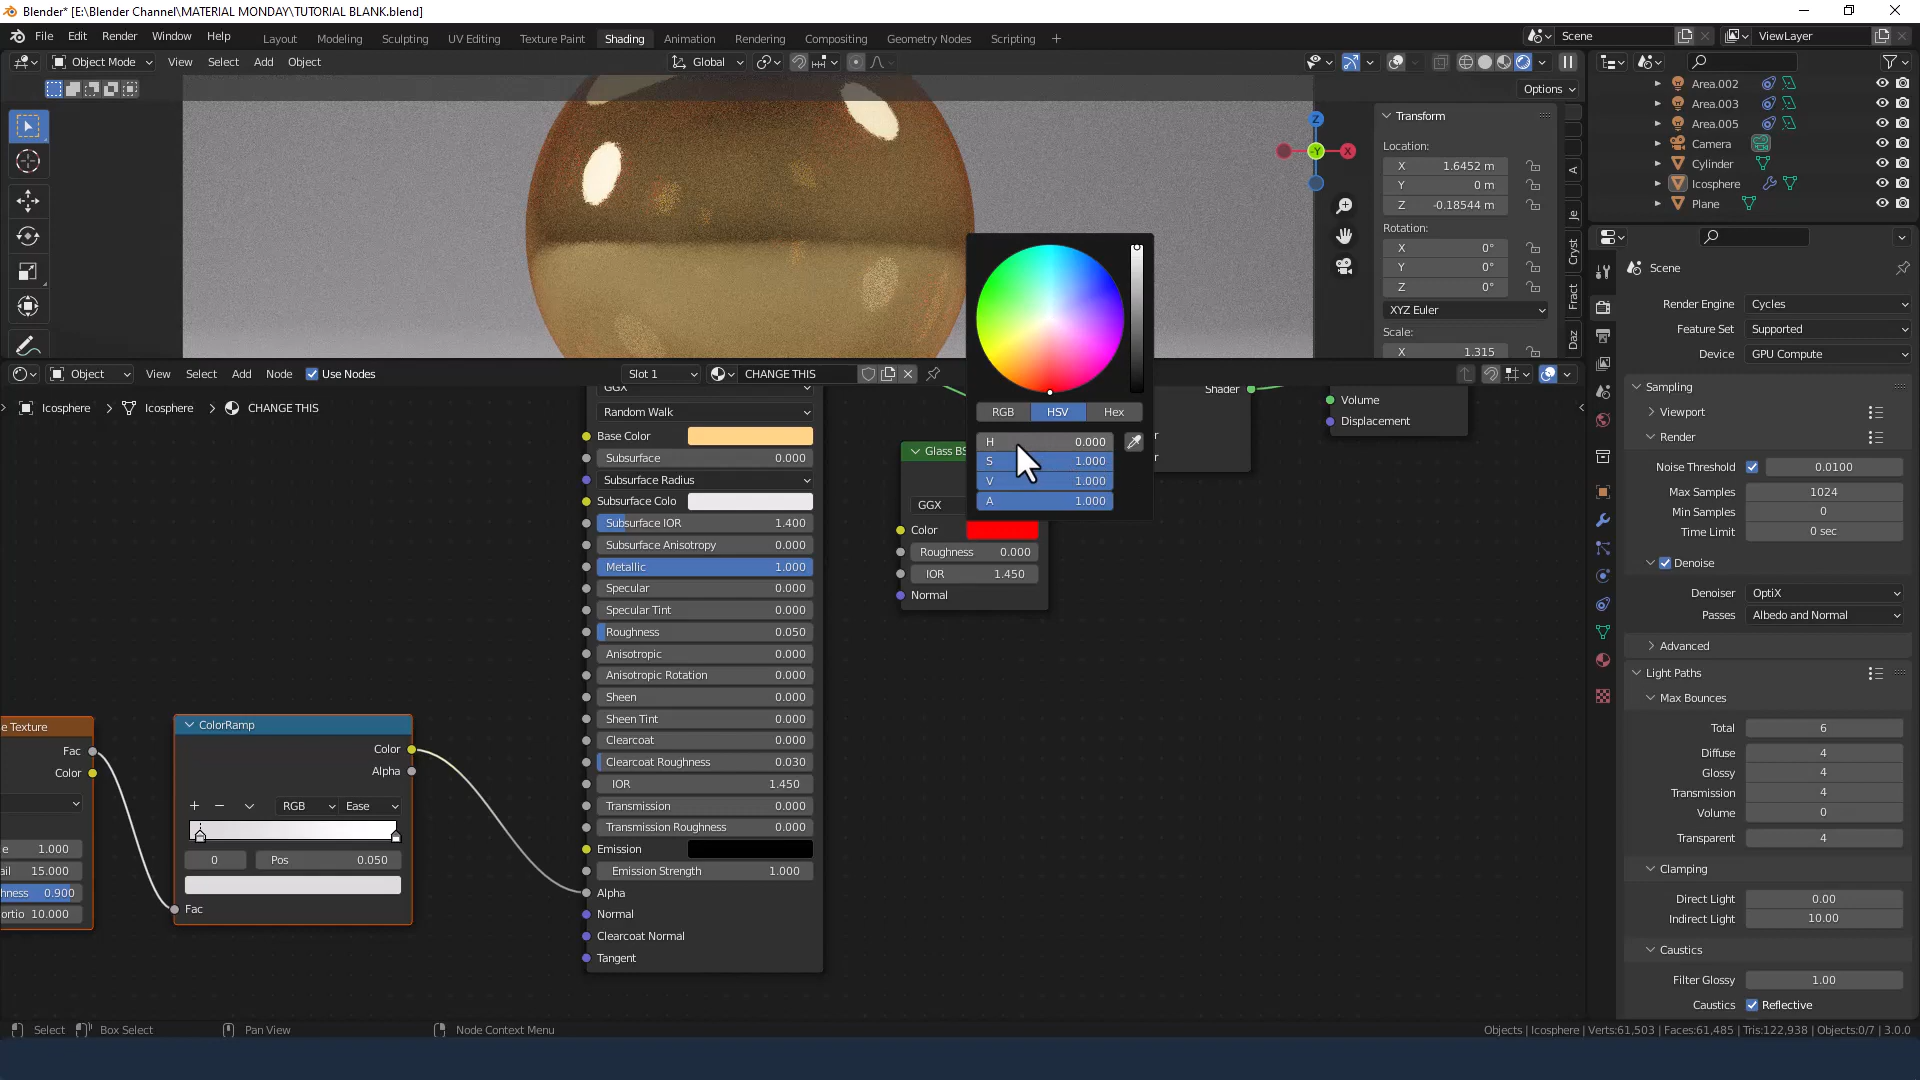 Blender* [E:\Blender Channel\MATERIAL MONDAY\TUTORIAL BLANK.blend]
File Edit Render Window Help Layout Modeling Sculpting UV Editing Texture Paint Shading Animation Rendering Compositing Geometry Nodes Scripting + Scene ViewLayer
Object Mode View Select Add Object Global
Options
Area.002
Area.003
Area.005
Camera
Cylinder
Icosphere
Plane
Z
-Y
X
Transform
Location:
X 1.6452 m
Y 0 m
Z -0.18544 m
Rotation:
X 0°
Y 0°
Z 0°
XYZ Euler
Scale:
X 1.315
A
Je
Cryst
Fract
Daz
Object View Select Add Node Use Nodes Slot 1 CHANGE THIS
Icosphere > Icosphere > CHANGE THIS
GGX
Random Walk
Base Color
Subsurface 0.000
Subsurface Radius
Subsurface Colo
Subsurface IOR 1.400
Subsurface Anisotropy 0.000
Metallic 1.000
Specular 0.000
Specular Tint 0.000
Roughness 0.050
Anisotropic 0.000
Anisotropic Rotation 0.000
Sheen 0.000
Sheen Tint 0.000
Clearcoat 0.000
Clearcoat Roughness 0.030
IOR 1.450
Transmission 0.000
Transmission Roughness 0.000
Emission
Emission Strength 1.000
Alpha
Normal
Clearcoat Normal
Tangent
e Texture
Fac
Color
e 1.000
ail 15.000
hness 0.900
ortio 10.000
ColorRamp
Color
Alpha
RGB Ease
0 Pos 0.050
Fac
Glass BS
GGX
Color
Roughness 0.000
IOR 1.450
Normal
RGB HSV Hex
H 0.000
S 1.000
V 1.000
A 1.000
Shader
r
r
Volume
Displacement
Scene
Render Engine Cycles
Feature Set Supported
Device GPU Compute
Sampling
Viewport
Render
Noise Threshold 0.0100
Max Samples 1024
Min Samples 0
Time Limit 0 sec
Denoise
Denoiser OptiX
Passes Albedo and Normal
Advanced
Light Paths
Max Bounces
Total 6
Diffuse 4
Glossy 4
Transmission 4
Volume 0
Transparent 4
Clamping
Direct Light 0.00
Indirect Light 10.00
Caustics
Filter Glossy 1.00
Caustics Reflective
Select Box Select Pan View Node Context Menu Objects | Icosphere | Verts:61,503 | Faces:61,485 | Tris:122,938 | Objects:0/7 | 3.0.0